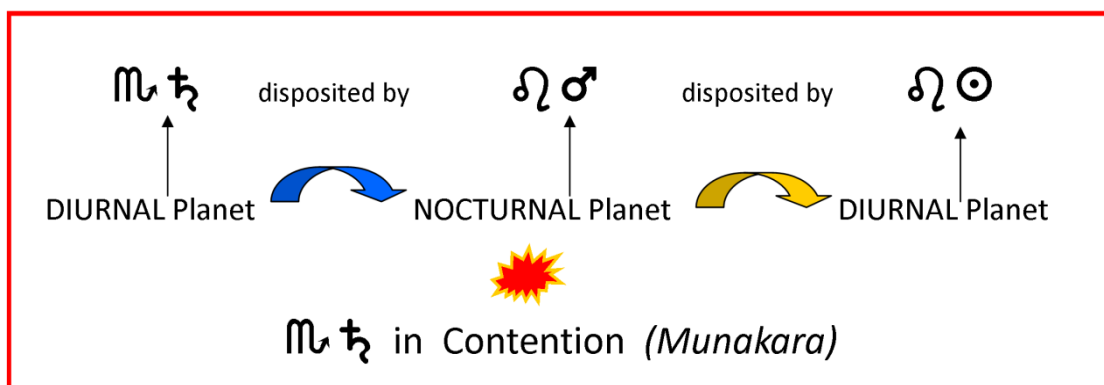 ♏ ♄ disposited by ♌ ♂ disposited by ♌ ☉
DIURNAL Planet NOCTURNAL Planet DIURNAL Planet
♏ ♄ in Contention (Munakara)